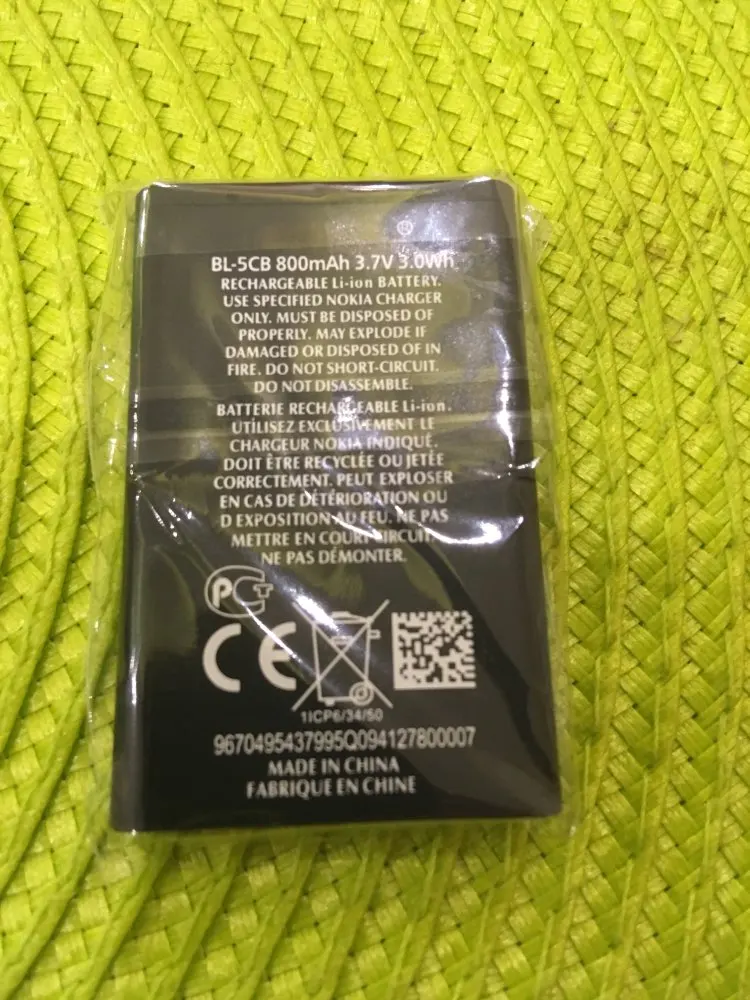 BL-5CB 800mAh 3.7V 3.0Wh
RECHARGEABLE Li-ion BATTERY.
USE SPECIFIED NOKIA CHARGER
ONLY. MUST BE DISPOSED OF
PROPERLY. MAY EXPLODE IF
DAMAGED OR DISPOSED OF IN
FIRE. DO NOT SHORT-CIRCUIT.
DO NOT DISASSEMBLE.
BATTERIE RECHARGEABLE Li-ion.
UTILISEZ EXCLUSIVEMENT LE
CHARGEUR NOKIA INDIQUÉ.
DOIT ÊTRE RECYCLÉE OU JETÉE
CORRECTEMENT. PEUT EXPLOSER
EN CAS DE DÉTÉRIORATION OU
D EXPOSITION AU FEU. NE PAS
METTRE EN COURT-CIRCUIT.
NE PAS DÉMONTER.
РСТ
CE
1ICP6/34/50
9670495437995Q094127800007
MADE IN CHINA
FABRIQUE EN CHINE